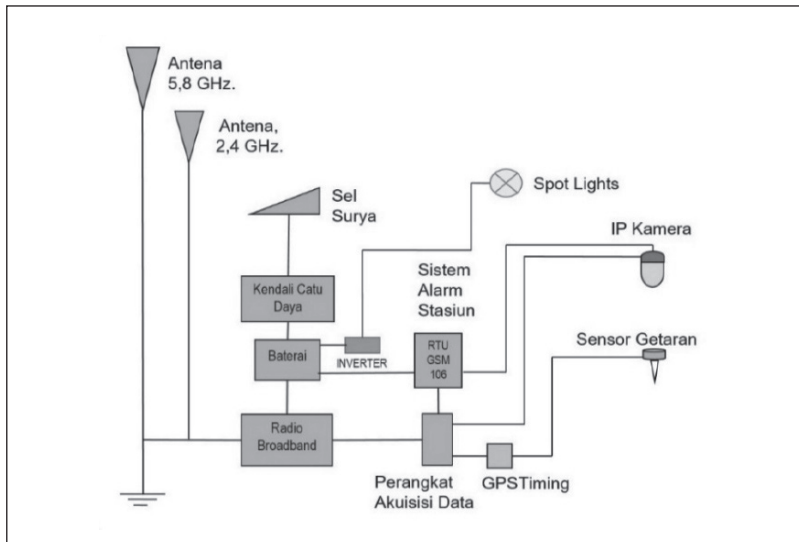 Antena
5,8 GHz.
Antena,
2,4 GHz.
Sel
Surya
Spot Lights
IP Kamera
Sistem
Alarm
Stasiun
Kendali Catu
Daya
Baterai
INVERTER
RTU
GSM
106
Sensor Getaran
Radio
Broadband
Perangkat
Akuisisi Data
GPSTiming